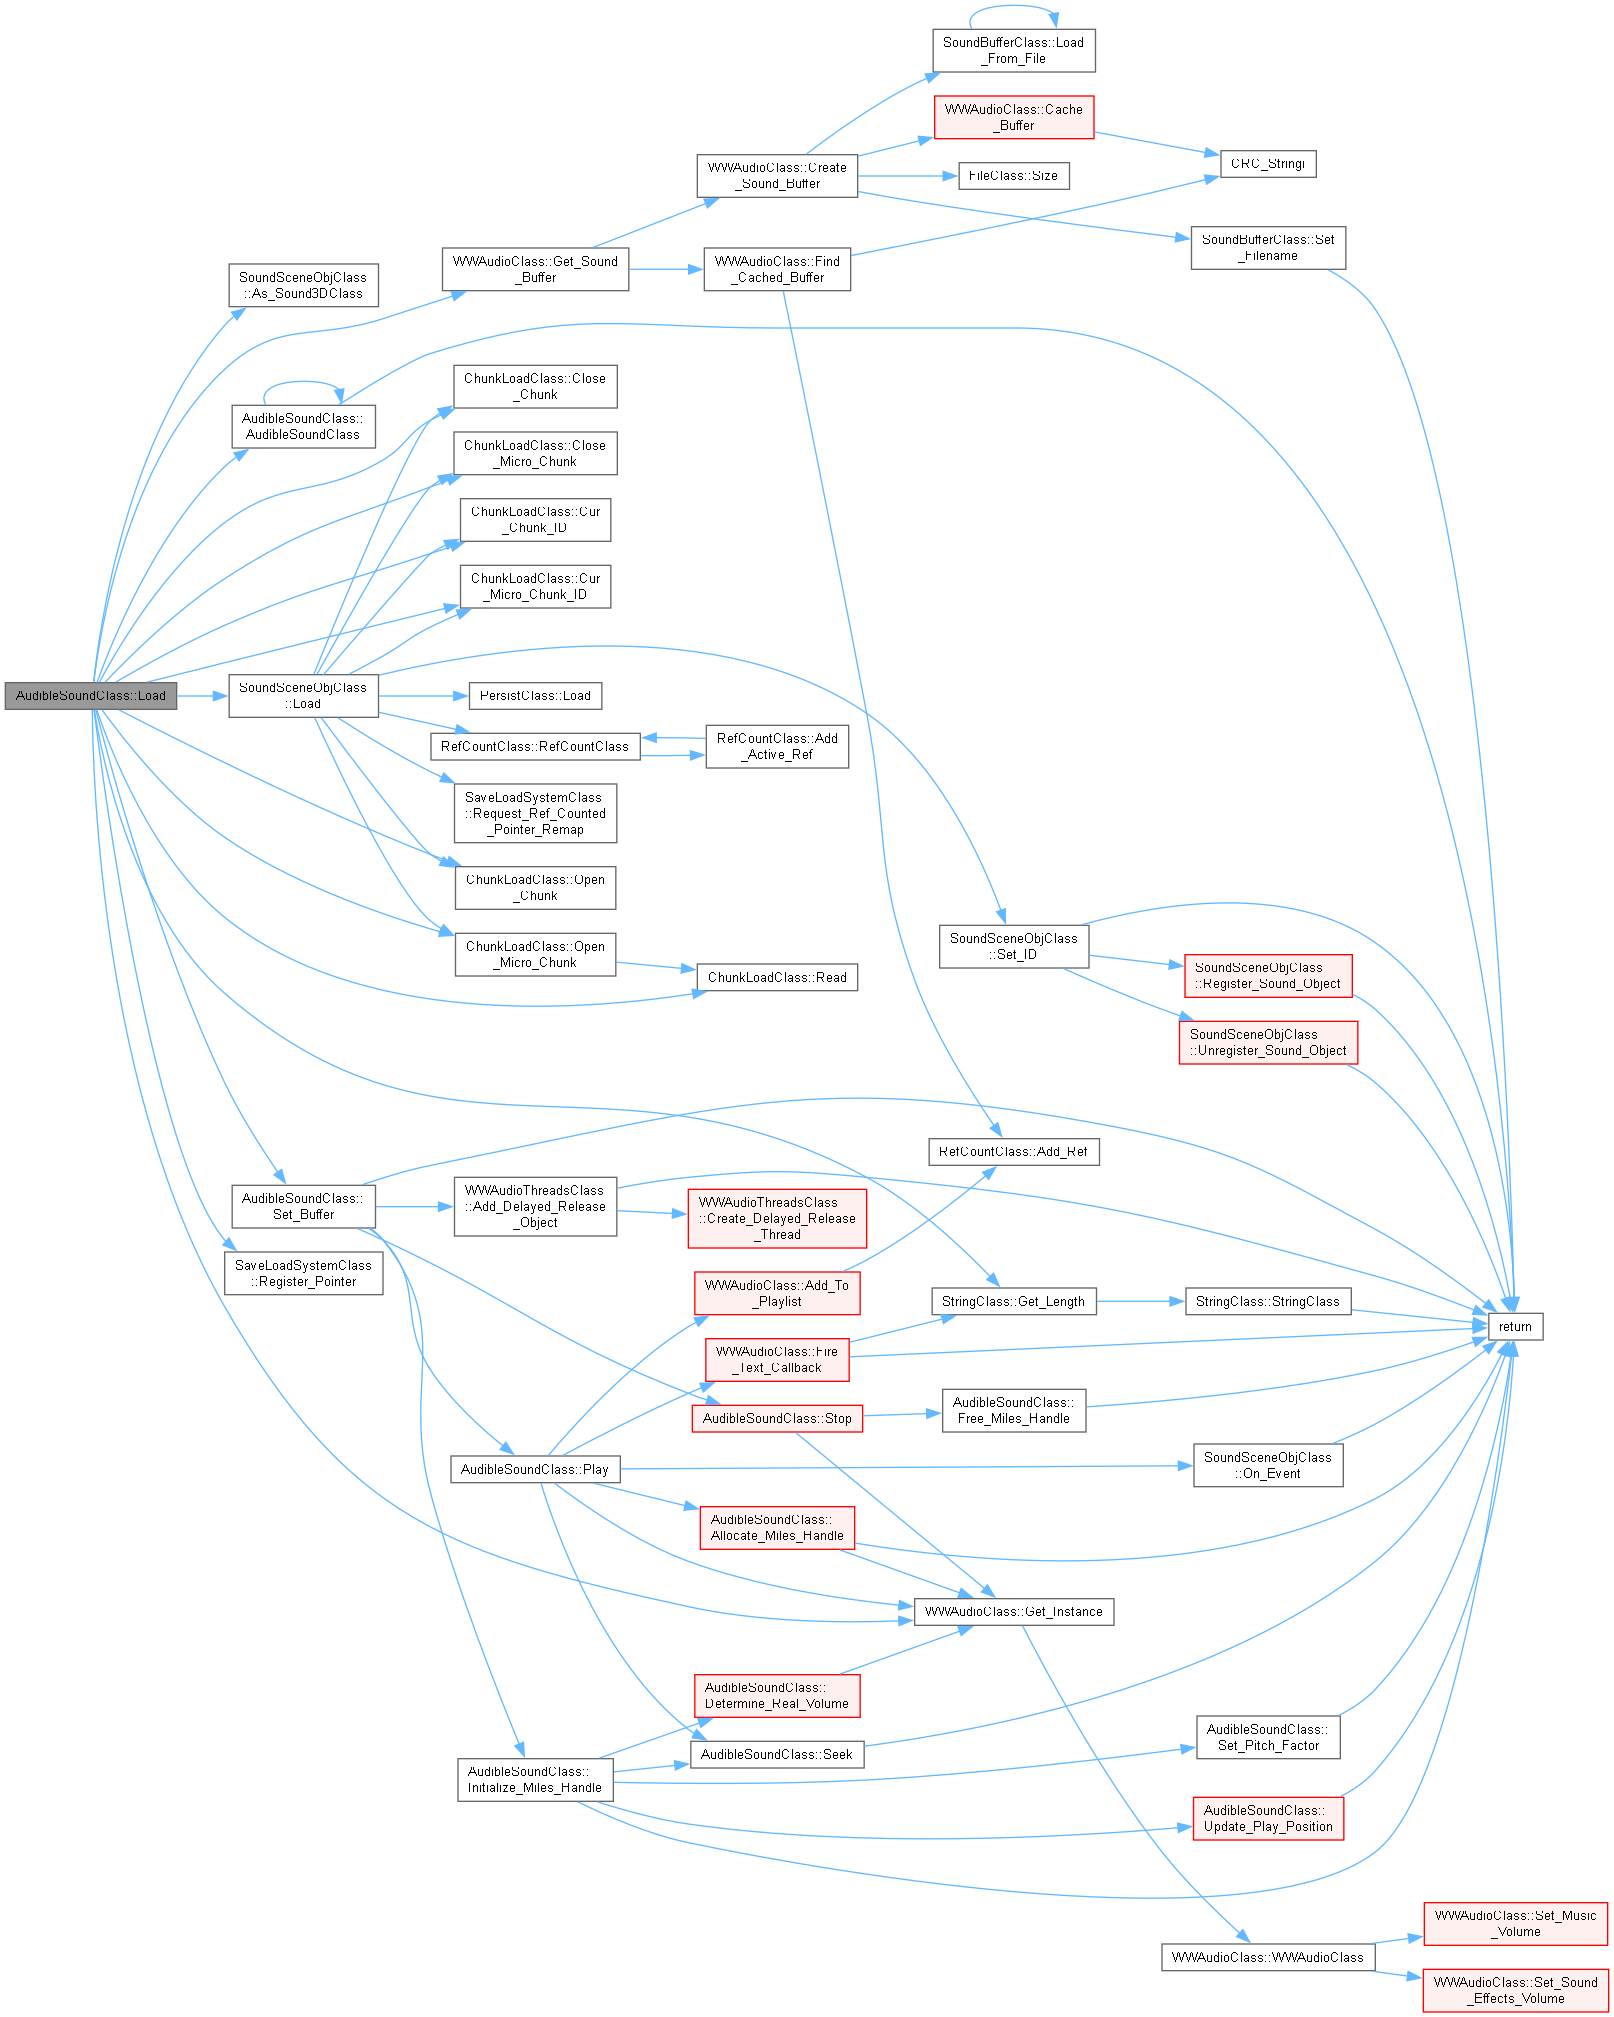 SoundBufferClass::Load
_From_File
WWAudioClass::Cache
_Buffer
WWAudioClass::Create
_Sound_Buffer
CRC_Stringi
FileClass::Size
SoundBufferClass::Set
_Filename
WWAudioClass::Get_Sound
_Buffer
WWAudioClass::Find
_Cached_Buffer
SoundSceneObjClass
::As_Sound3DClass
ChunkLoadClass::Close
_Chunk
AudibleSoundClass::
AudibleSoundClass
ChunkLoadClass::Close
_Micro_Chunk
ChunkLoadClass::Cur
_Chunk_ID
ChunkLoadClass::Cur
_Micro_Chunk_ID
AudibleSoundClass::Load
SoundSceneObjClass
::Load
PersistClass::Load
RefCountClass::RefCountClass
RefCountClass::Add
_Active_Ref
SaveLoadSystemClass
::Request_Ref_Counted
_Pointer_Remap
ChunkLoadClass::Open
_Chunk
ChunkLoadClass::Open
_Micro_Chunk
SoundSceneObjClass
::Set_ID
ChunkLoadClass::Read
SoundSceneObjClass
::Register_Sound_Object
SoundSceneObjClass
::Unregister_Sound_Object
RefCountClass::Add_Ref
AudibleSoundClass::
Set_Buffer
WWAudioThreadsClass
::Add_Delayed_Release
_Object
WWAudioThreadsClass
::Create_Delayed_Release
_Thread
SaveLoadSystemClass
::Register_Pointer
WWAudioClass::Add_To
_Playlist
StringClass::Get_Length
StringClass::StringClass
return
WWAudioClass::Fire
_Text_Callback
AudibleSoundClass::Stop
AudibleSoundClass::
Free_Miles_Handle
AudibleSoundClass::Play
SoundSceneObjClass
::On_Event
AudibleSoundClass::
Allocate_Miles_Handle
WWAudioClass::Get_Instance
AudibleSoundClass::
Determine_Real_Volume
AudibleSoundClass::
Set_Pitch_Factor
AudibleSoundClass::Seek
AudibleSoundClass::
Initialize_Miles_Handle
AudibleSoundClass::
Update_Play_Position
WWAudioClass::Set_Music
_Volume
WWAudioClass::WWAudioClass
WWAudioClass::Set_Sound
_Effects_Volume